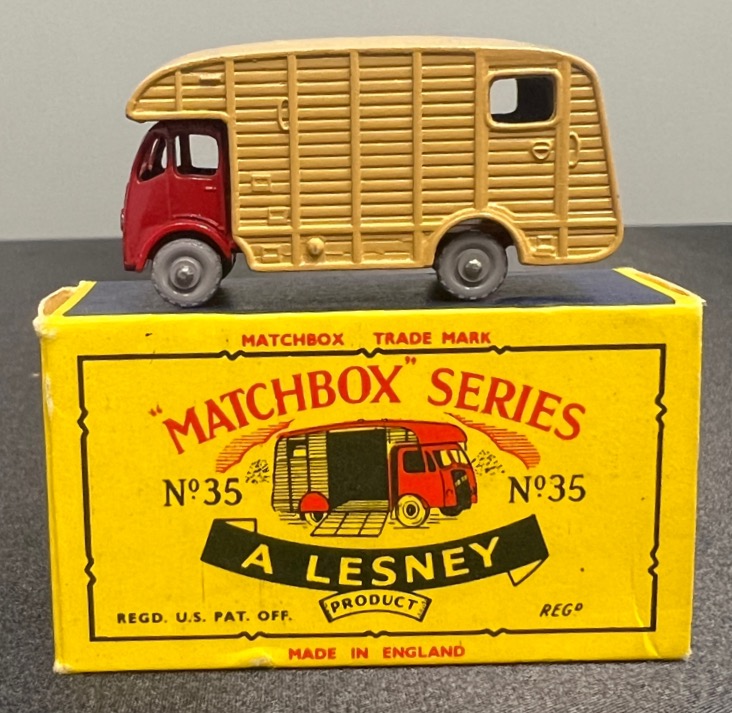 MATCHBOX TRADE MARK
"MATCHBOX" SERIES
Nº35 Nº35
A LESNEY
PRODUCT
REGD. U.S. PAT. OFF. REGD
MADE IN ENGLAND